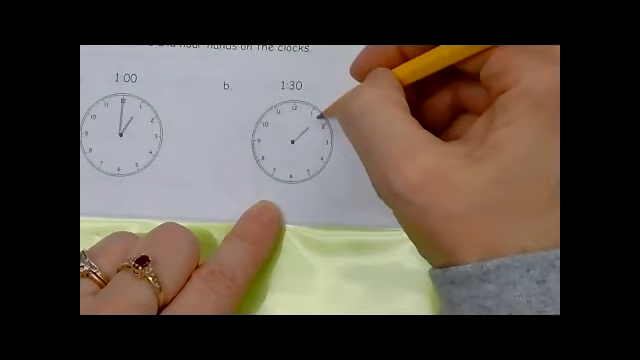 and hour hands on the clocks.
1:00
b.
1:30
11 12 1
10 2
9 3
8 4
7 6 5
11 12 1
10 2
9 3
8 4
7 6 5